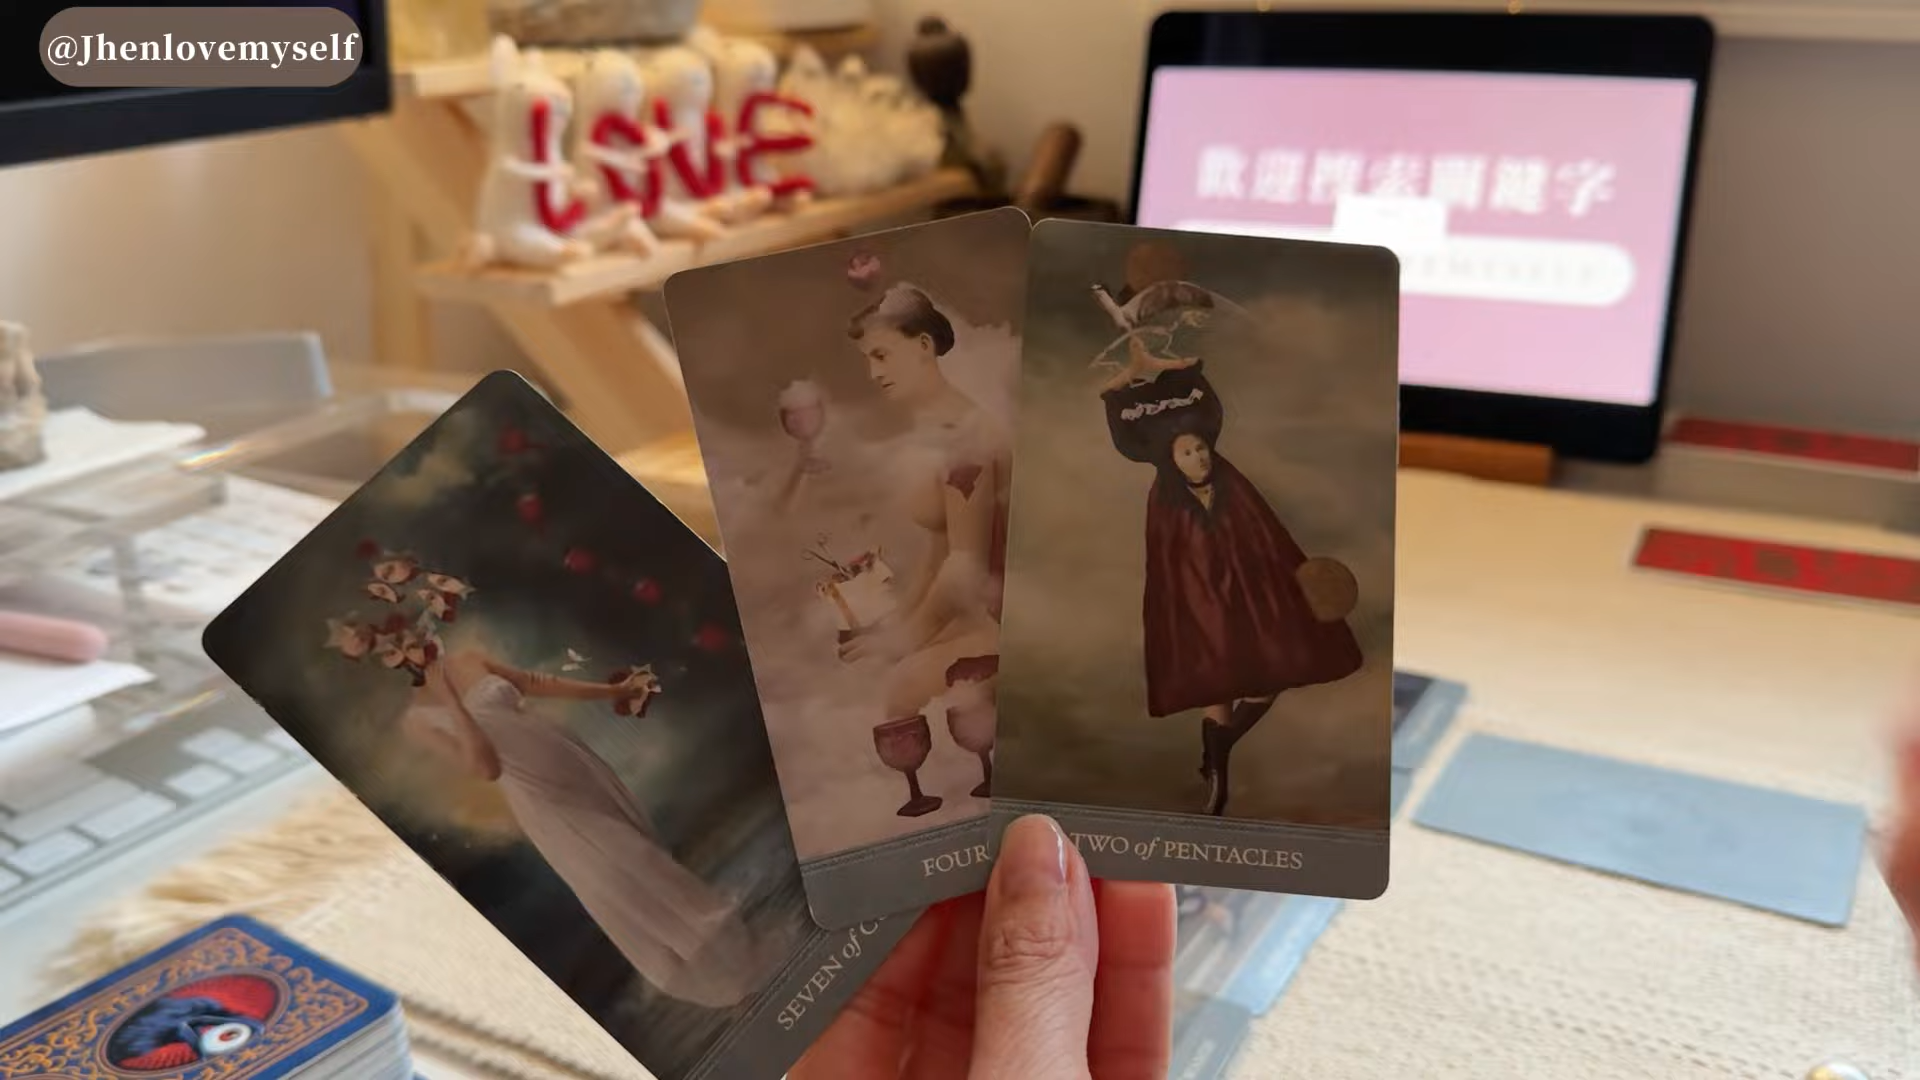 @Jhenlovemyself
LOVE
歡迎搜索關鍵字
SEVEN of
FOUR
TWO of PENTACLES